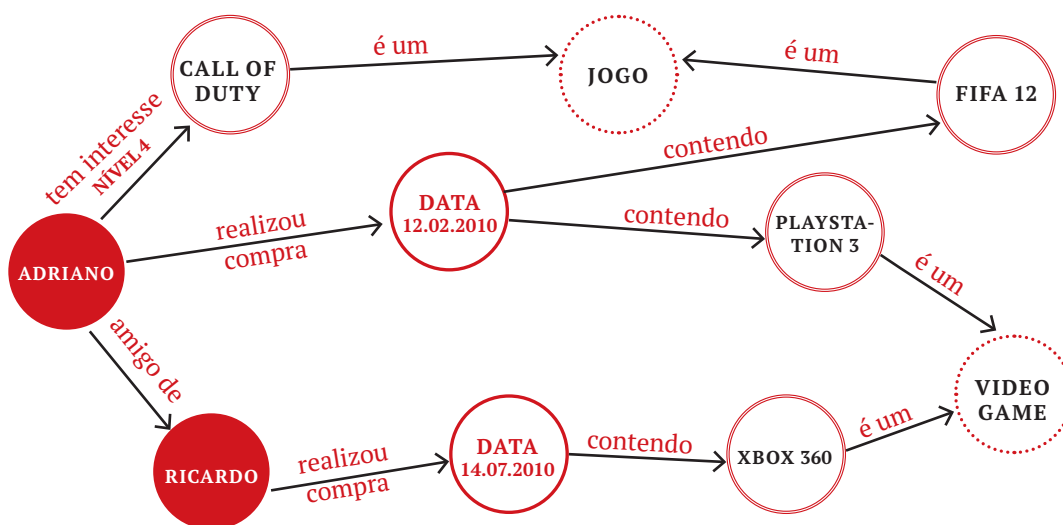 CALL OF
DUTY
é um
JOGO
é um
FIFA 12
tem interesse
NÍVEL 4
contendo
realizou
compra
DATA
12.02.2010
contendo
PLAYSTA-
TION 3
ADRIANO
é um
amigo de
VIDEO
GAME
RICARDO
realizou
compra
DATA
14.07.2010
contendo
XBOX 360
é um